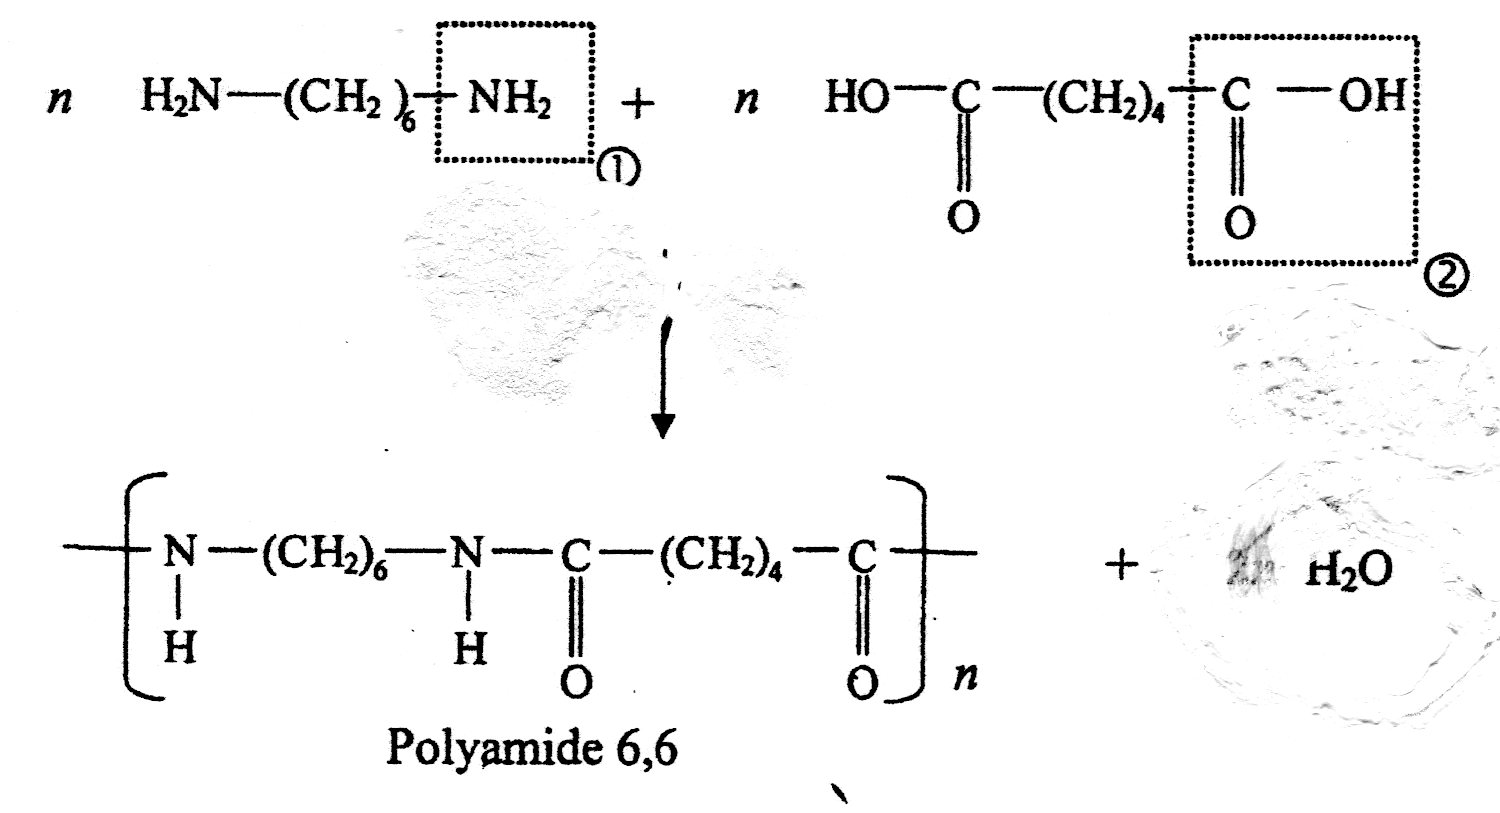 n H₂N—(CH₂)₆—NH₂ + n HO—C—(CH₂)₄—C—OH
①
O O
②
N—(CH₂)₆—N—C—(CH₂)₄—C + H₂O
H H O O n
Polyamide 6,6